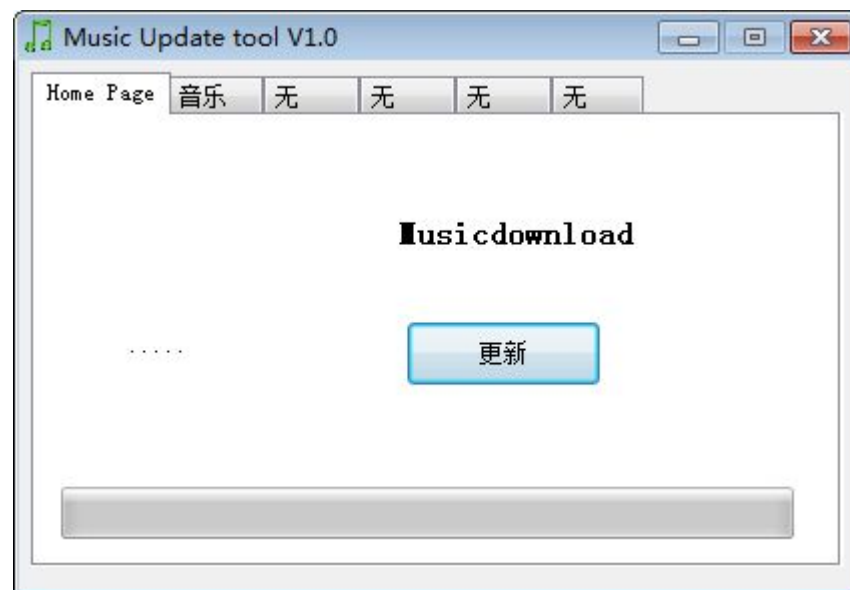 Music Update tool V1.0
Home Page 音乐 无 无 无 无
Musicdownload
.....
更新